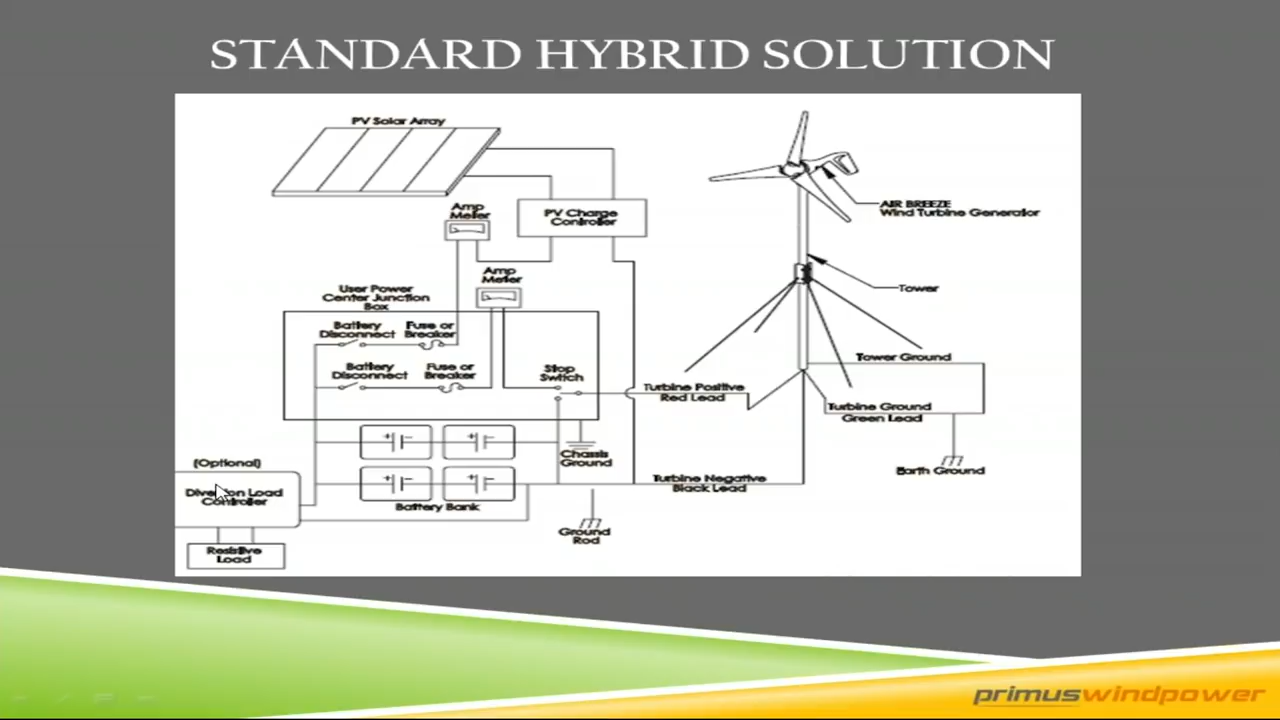 STANDARD HYBRID SOLUTION
PV Solar Array
Amp
Meter
PV Charge
Controller
AIR BREEZE
Wind Turbine Generator
Amp
Meter
User Power
Center Junction
Box
Tower
Battery
Disconnect
Fuse or
Breaker
Battery
Disconnect
Fuse or
Breaker
Stop
Switch
Tower Ground
Turbine Positive
Red Lead
Turbine Ground
Green Lead
Chassis
Ground
(Optional)
Earth Ground
Diversion Load
Controller
Turbine Negative
Black Lead
Battery Bank
Ground
Rod
Resistive
Load
primuswindpower